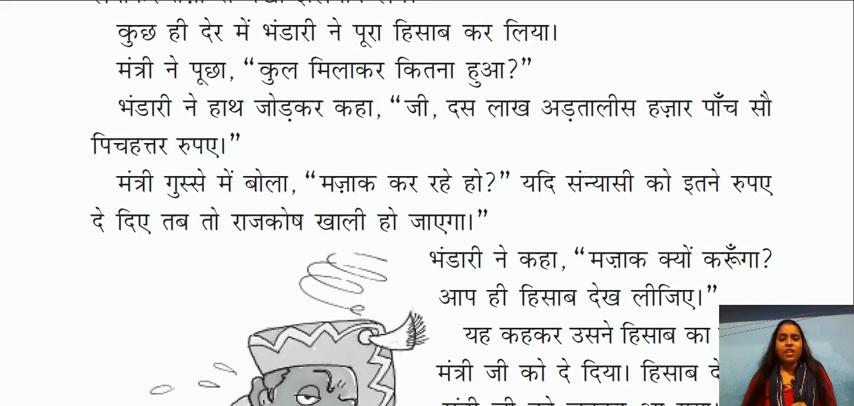 कुछ ही देर में भंडारी ने पूरा हिसाब कर लिया।
मंत्री ने पूछा, “कुल मिलाकर कितना हुआ?”
भंडारी ने हाथ जोड़कर कहा, “जी, दस लाख अड़तालीस हज़ार पाँच सौ
पिचहत्तर रुपए।”
मंत्री गुस्से में बोला, “मज़ाक कर रहे हो?” यदि संन्यासी को इतने रुपए
दे दिए तब तो राजकोष खाली हो जाएगा।”
भंडारी ने कहा, “मज़ाक क्यों करूँगा?
आप ही हिसाब देख लीजिए।”
यह कहकर उसने हिसाब का
मंत्री जी को दे दिया। हिसाब